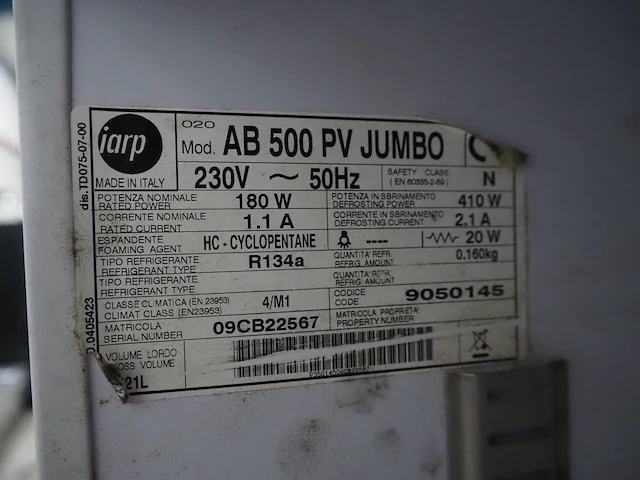 iarp
MADE IN ITALY
020
Mod. AB 500 PV JUMBO
230V ~ 50Hz
SAFETY CLASS
(EN 60335-2-89)
N
POTENZA NOMINALE
RATED POWER
180 W
POTENZA IN SBRINAMENTO
DEFROSTING POWER
410 W
CORRENTE NOMINALE
RATED CURRENT
1.1 A
CORRENTE IN SBRINAMENTO
DEFROSTING CURRENT
2.1 A
ESPANDENTE
FOAMING AGENT
HC - CYCLOPENTANE
----
20 W
TIPO REFRIGERANTE
REFRIGERANT TYPE
R134a
QUANTITA' REFR.
REFRIG. AMOUNT
0.160kg
TIPO REFRIGERANTE
REFRIGERANT TYPE
QUANTITA' REFR.
REFRIG. AMOUNT
CLASSE CLIMATICA (EN 23953)
CLIMAT CLASS (EN23953)
4/M1
CODICE
CODE
9050145
MATRICOLA
SERIAL NUMBER
09CB22567
MATRICOLA PROPRIETA'
PROPERTY NUMBER
VOLUME LORDO
GROSS VOLUME
21L
dis. TD075-07-00
D.0405423